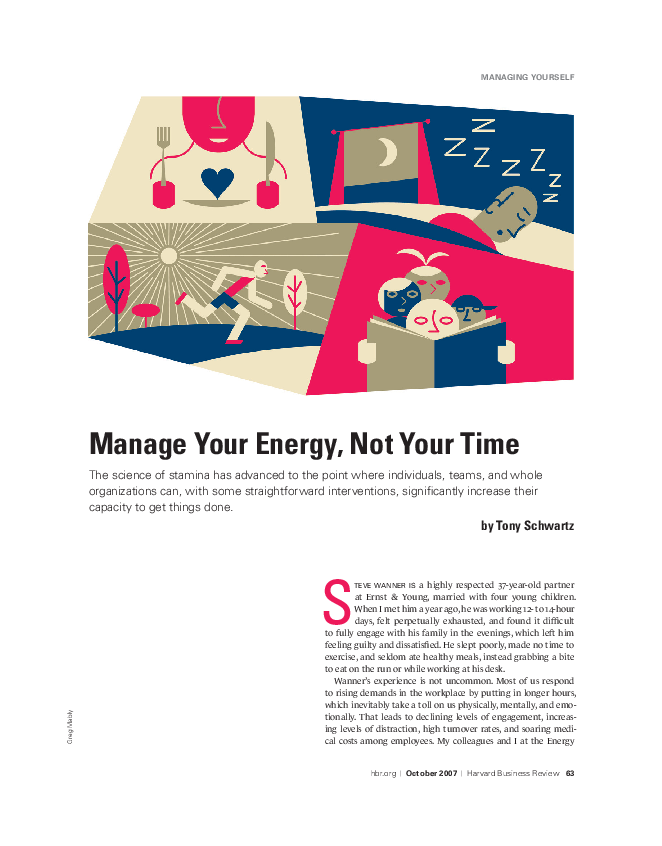 MANAGING YOURSELF
Z
Z
Z
Z
Z
Z
Z
Manage Your Energy, Not Your Time
The science of stamina has advanced to the point where individuals, teams, and whole
organizations can, with some straightforward interventions, significantly increase their
capacity to get things done.
by Tony Schwartz
STEVE WANNER IS a highly respected 37-year-old partner
at Ernst & Young, married with four young children.
When I met him a year ago, he was working 12- to 14-hour
days, felt perpetually exhausted, and found it difficult
to fully engage with his family in the evenings, which left him
feeling guilty and dissatisfied. He slept poorly, made no time to
exercise, and seldom ate healthy meals, instead grabbing a bite
to eat on the run or while working at his desk.
Wanner's experience is not uncommon. Most of us respond
to rising demands in the workplace by putting in longer hours,
which inevitably take a toll on us physically, mentally, and emo-
tionally. That leads to declining levels of engagement, increas-
ing levels of distraction, high turnover rates, and soaring medi-
cal costs among employees. My colleagues and I at the Energy
hbr.org | October 2007 | Harvard Business Review 63